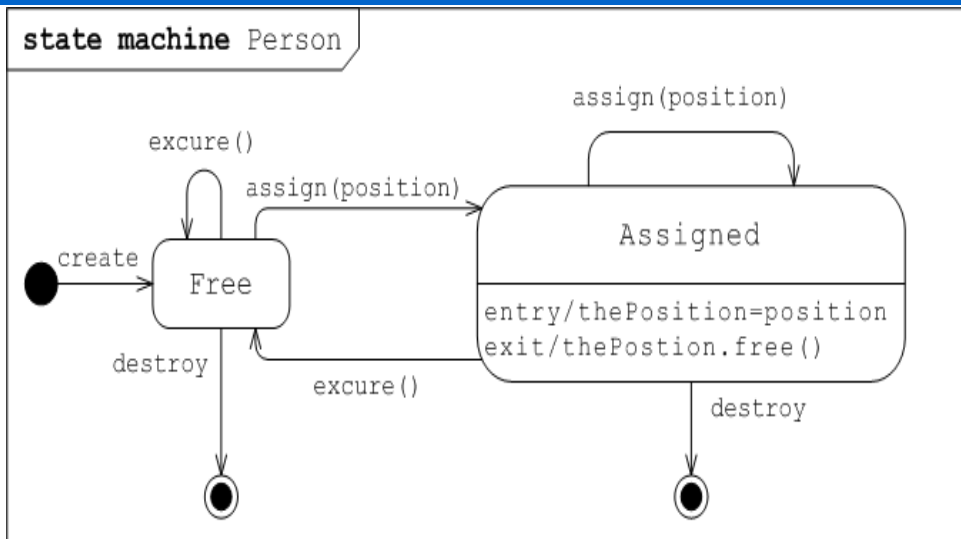 state machine Person
assign(position)
excure()
assign(position)
create
Free
Assigned
entry/thePosition=position
exit/thePostion.free()
destroy
excure()
destroy